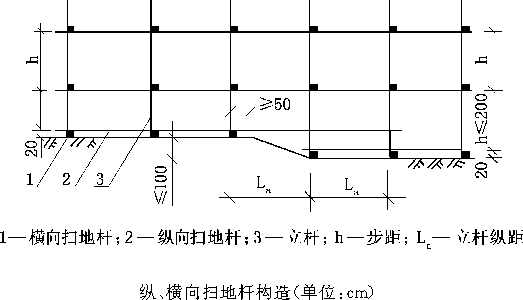 h
h
≥50
h≤200
20
1
2
3
≤100
20
Lₐ
Lₐ
1—横向扫地杆;2—纵向扫地杆;3—立杆;h—步距;Lc—立杆纵距
纵、横向扫地杆构造(单位:cm)